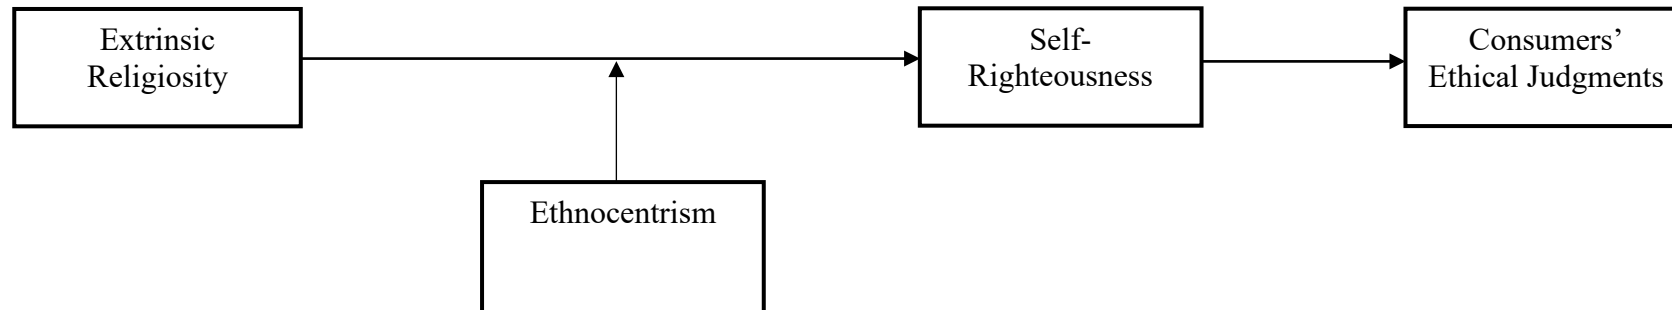 Extrinsic
Religiosity
Self-
Righteousness
Consumers’
Ethical Judgments
Ethnocentrism